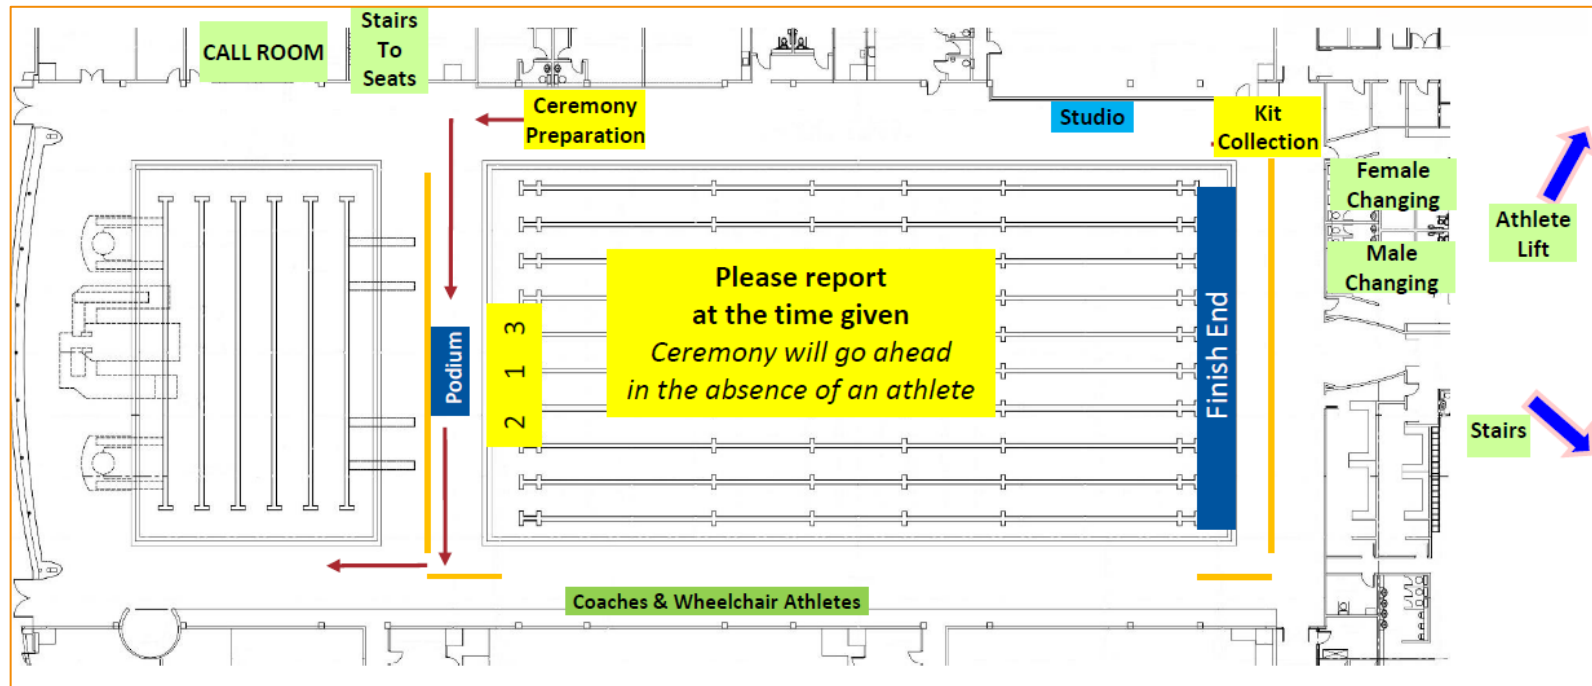 CALL ROOM
Stairs
To
Seats
Ceremony
Preparation
Studio
Kit
Collection
Female
Changing
Male
Changing
Athlete
Lift
Please report
at the time given
Ceremony will go ahead
in the absence of an athlete
Podium
3
1
2
Finish End
Stairs
Coaches & Wheelchair Athletes